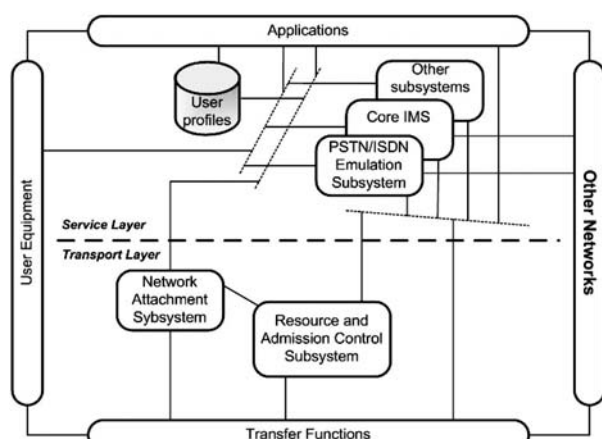 Applications
User
profiles
Other
subsystems
Core IMS
PSTN/ISDN
Emulation
Subsystem
User Equipment
Other Networks
Service Layer
Transport Layer
Network
Attachment
Sybsystem
Resource and
Admission Control
Subsystem
Transfer Functions